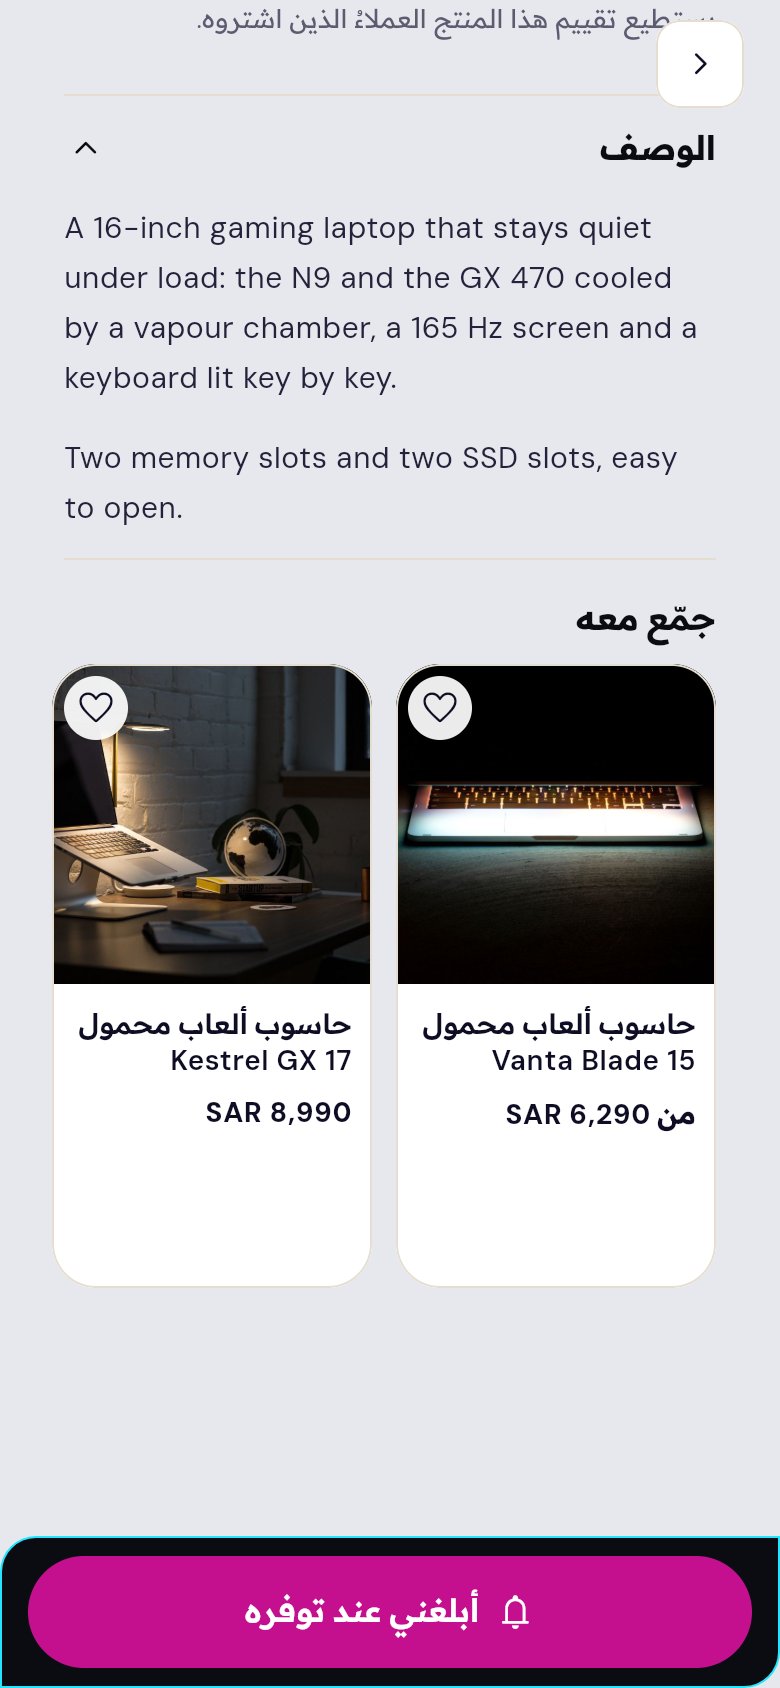 يستطيع تقييم هذا المنتج العملاءُ الذين اشتروه.
الوصف
A 16-inch gaming laptop that stays quiet
under load: the N9 and the GX 470 cooled
by a vapour chamber, a 165 Hz screen and a
keyboard lit key by key.
Two memory slots and two SSD slots, easy
to open.
جمّع معه
حاسوب ألعاب محمول
Vanta Blade 15
من SAR 6,290
حاسوب ألعاب محمول
Kestrel GX 17
SAR 8,990
أبلغني عند توفره